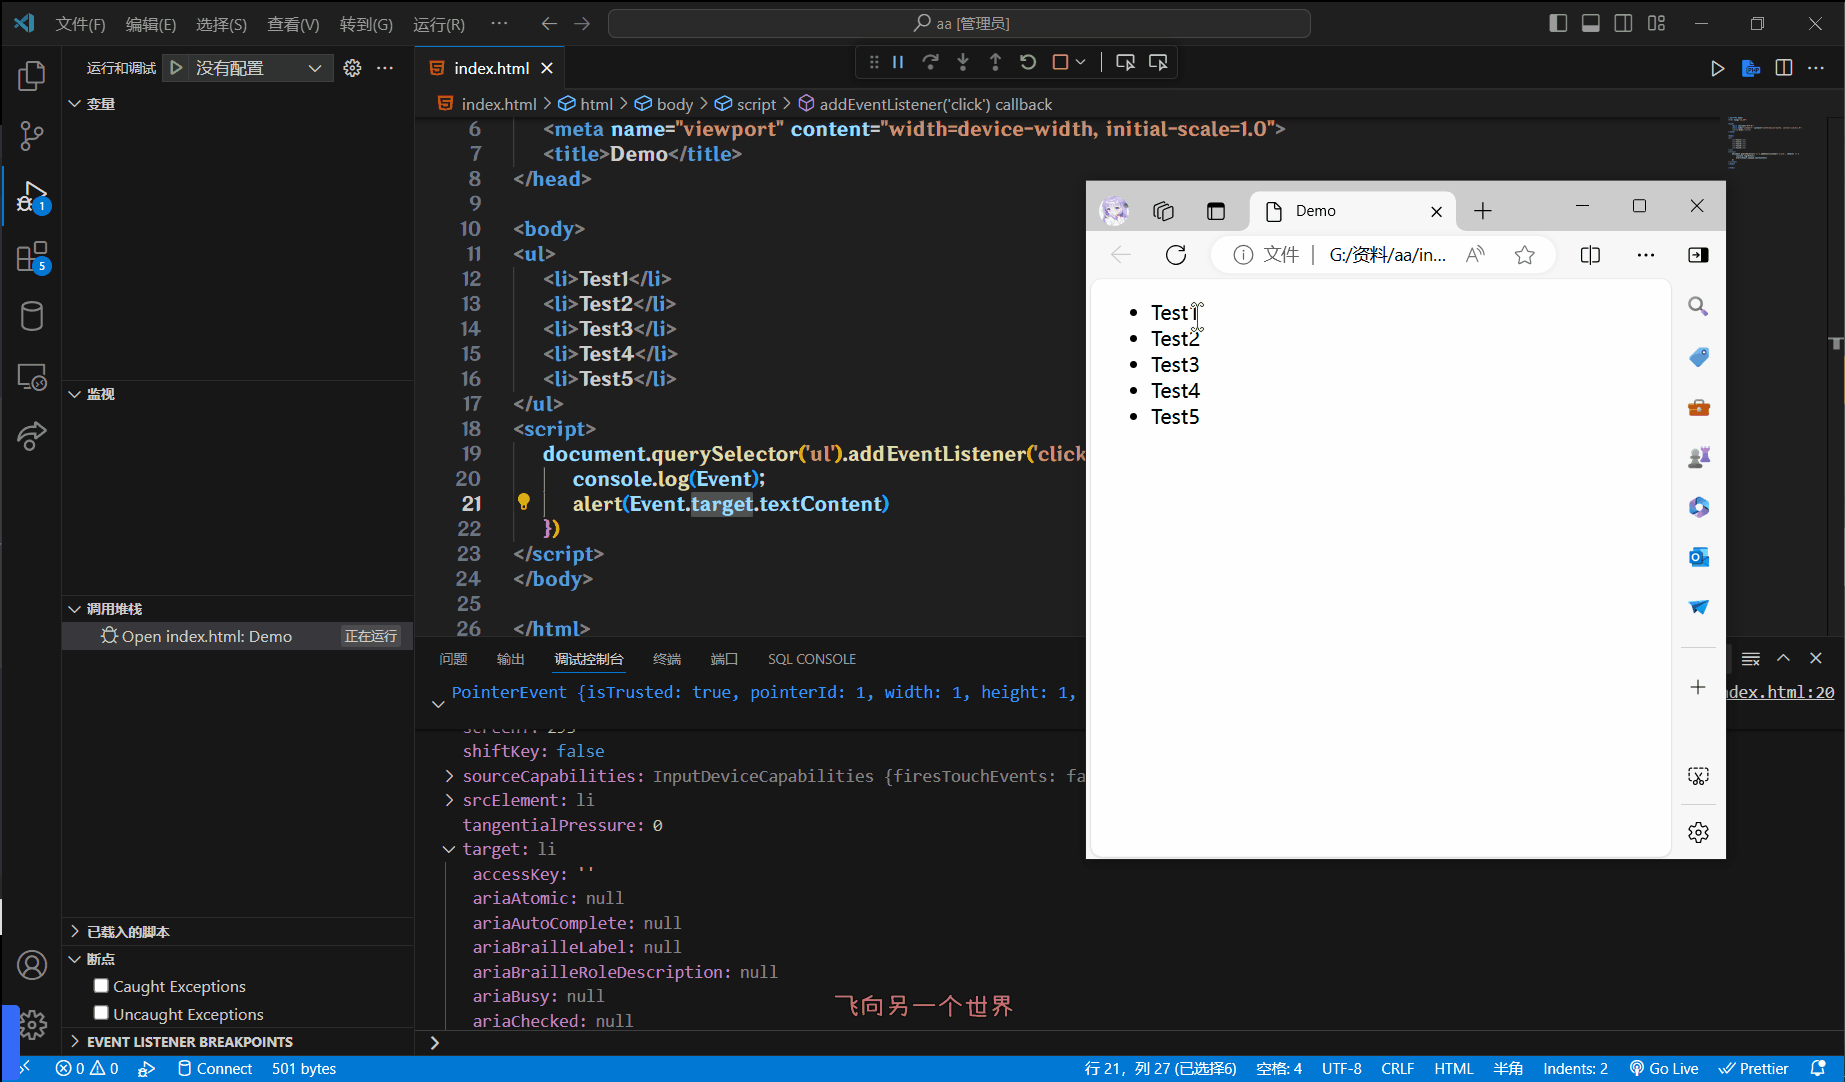 文件(F) 编辑(E) 选择(S) 查看(V) 转到(G) 运行(R) ··· aa [管理员]
运行和调试 没有配置 ···
index.html
变量
index.html > html > body > script > addEventListener('click') callback
6 <meta name="viewport" content="width=device-width, initial-scale=1.0">
7 <title>Demo</title>
8 </head>
9
10 <body>
11 <ul>
12 <li>Test1</li>
13 <li>Test2</li>
14 <li>Test3</li>
15 <li>Test4</li>
16 <li>Test5</li>
17 </ul>
18 <script>
19 document.querySelector('ul').addEventListener('click
20 console.log(Event);
21 alert(Event.target.textContent)
22 })
23 </script>
24 </body>
25
26 </html>
监视
调用堆栈
Open index.html: Demo 正在运行
已载入的脚本
断点
Caught Exceptions
Uncaught Exceptions
EVENT LISTENER BREAKPOINTS
Demo
文件 | G:/资料/aa/in...
Test1
Test2
Test3
Test4
Test5
问题 输出 调试控制台 终端 端口 SQL CONSOLE
PointerEvent {isTrusted: true, pointerId: 1, width: 1, height: 1,
ndex.html:20
shiftKey: false
sourceCapabilities: InputDeviceCapabilities {firesTouchEvents: fa
srcElement: li
tangentialPressure: 0
target: li
accessKey: ''
ariaAtomic: null
ariaAutoComplete: null
ariaBrailleLabel: null
ariaBrailleRoleDescription: null
ariaBusy: null
ariaChecked: null
飞向另一个世界
0 0 Connect 501 bytes 行 21，列 27 (已选择6) 空格: 4 UTF-8 CRLF HTML 半角 Indents: 2 Go Live Prettier
1
5